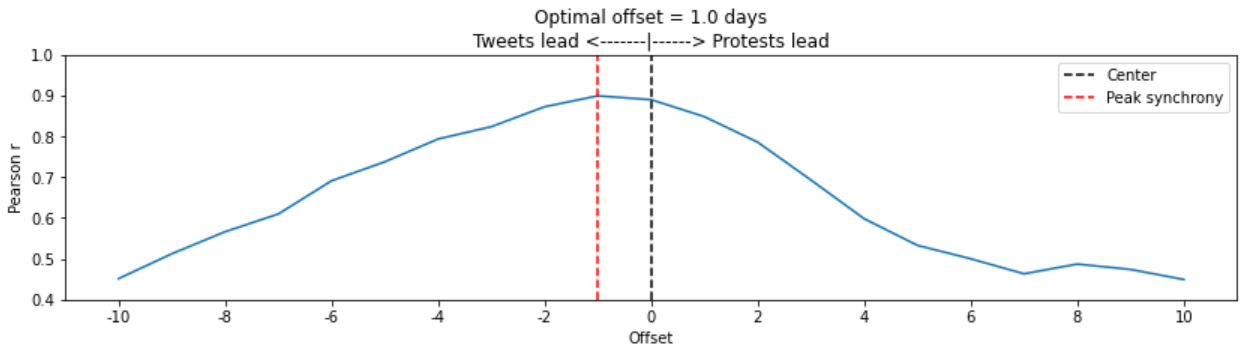 Optimal offset = 1.0 days
Tweets lead <-------|------> Protests lead
1.0
0.9
0.8
0.7
0.6
0.5
0.4
Pearson r
Center
Peak synchrony
-10 -8 -6 -4 -2 0 2 4 6 8 10
Offset